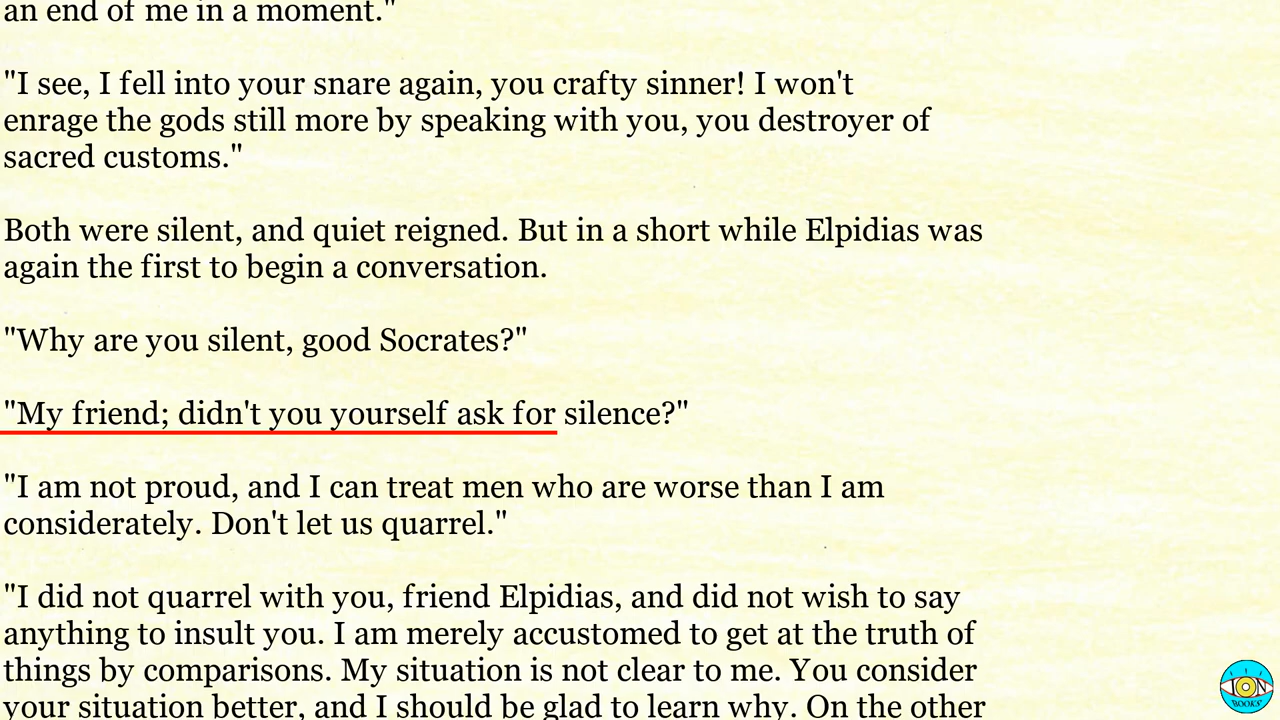 an end of me in a moment."
"I see, I fell into your snare again, you crafty sinner! I won't
enrage the gods still more by speaking with you, you destroyer of
sacred customs."
Both were silent, and quiet reigned. But in a short while Elpidias was
again the first to begin a conversation.
"Why are you silent, good Socrates?"
"My friend; didn't you yourself ask for silence?"
"I am not proud, and I can treat men who are worse than I am
considerately. Don't let us quarrel."
"I did not quarrel with you, friend Elpidias, and did not wish to say
anything to insult you. I am merely accustomed to get at the truth of
things by comparisons. My situation is not clear to me. You consider
your situation better, and I should be glad to learn why. On the other
ION
BOOKS